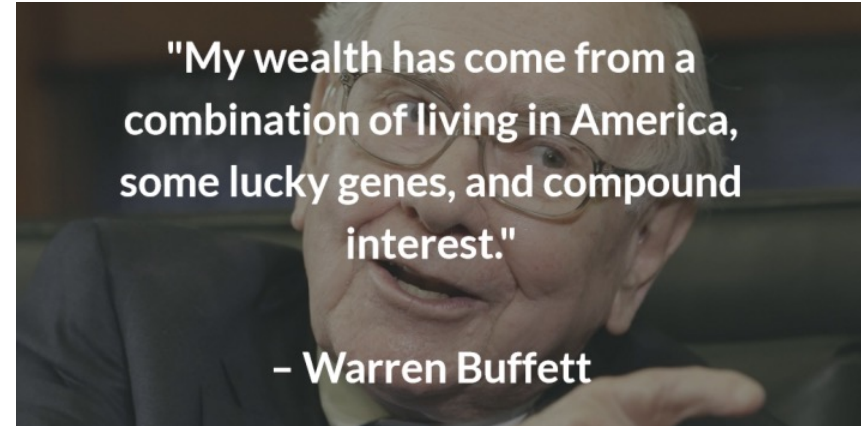 "My wealth has come from a
combination of living in America,
some lucky genes, and compound
interest."
– Warren Buffett